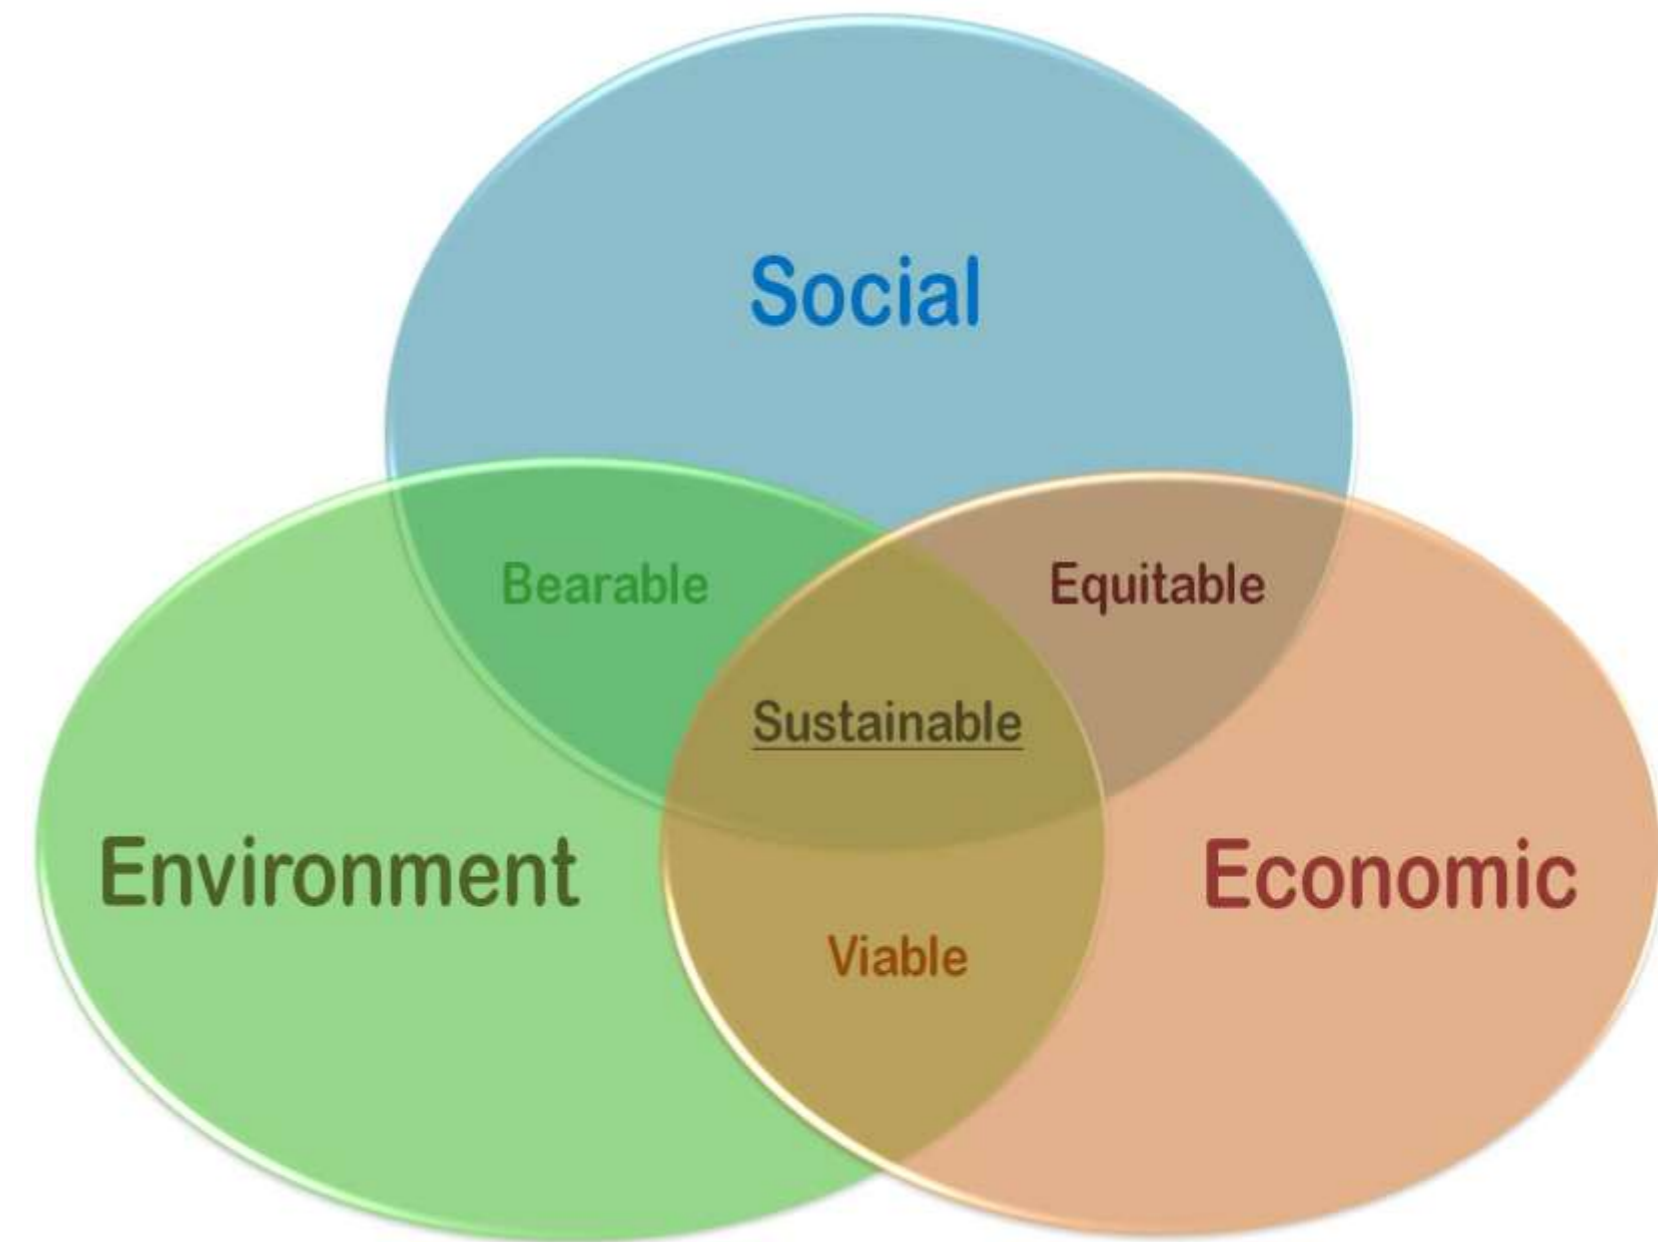 Social
Bearable
Equitable
Sustainable
Environment
Economic
Viable